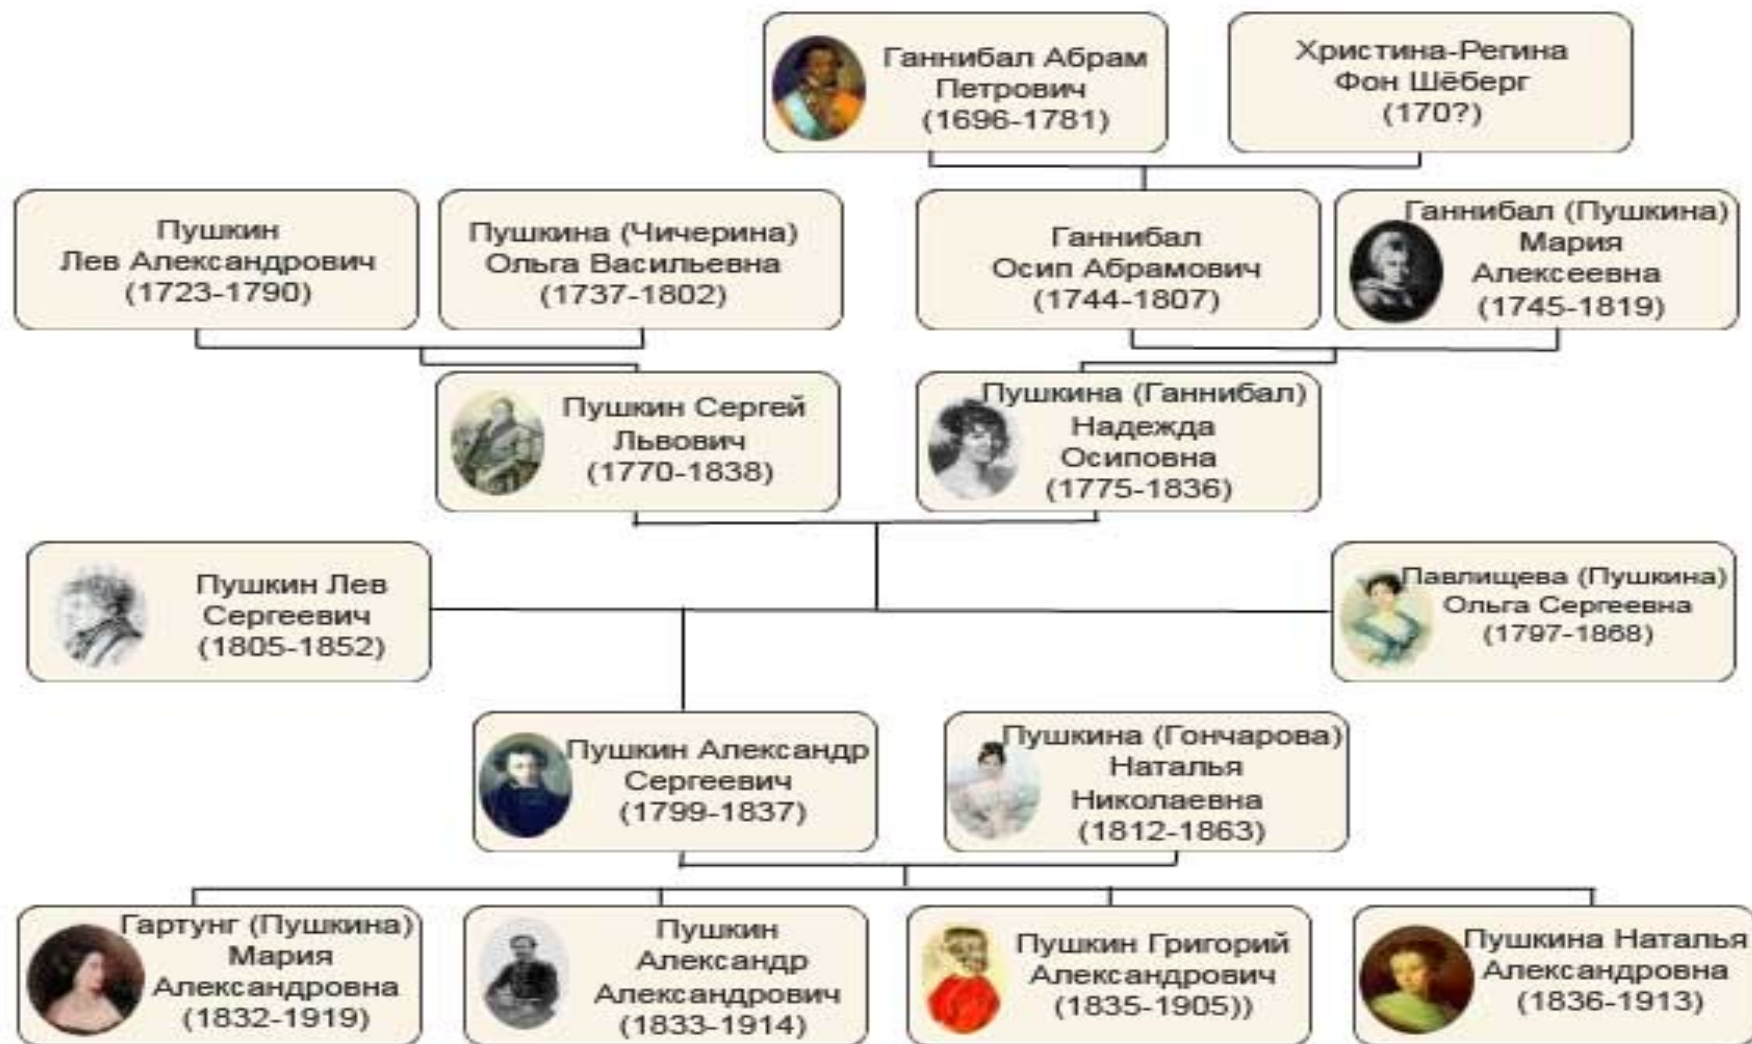 Ганнибал Абрам
Петрович
(1696-1781)
Христина-Регина
Фон Шёберг
(170?)
Пушкин
Лев Александрович
(1723-1790)
Пушкина (Чичерина)
Ольга Васильевна
(1737-1802)
Ганнибал
Осип Абрамович
(1744-1807)
Ганнибал (Пушкина)
Мария
Алексеевна
(1745-1819)
Пушкин Сергей
Львович
(1770-1838)
Пушкина (Ганнибал)
Надежда
Осиповна
(1775-1836)
Пушкин Лев
Сергеевич
(1805-1852)
Павлищева (Пушкина)
Ольга Сергеевна
(1797-1868)
Пушкин Александр
Сергеевич
(1799-1837)
Пушкина (Гончарова)
Наталья
Николаевна
(1812-1863)
Гартунг (Пушкина)
Мария
Александровна
(1832-1919)
Пушкин
Александр
Александрович
(1833-1914)
Пушкин Григорий
Александрович
(1835-1905))
Пушкина Наталья
Александровна
(1836-1913)